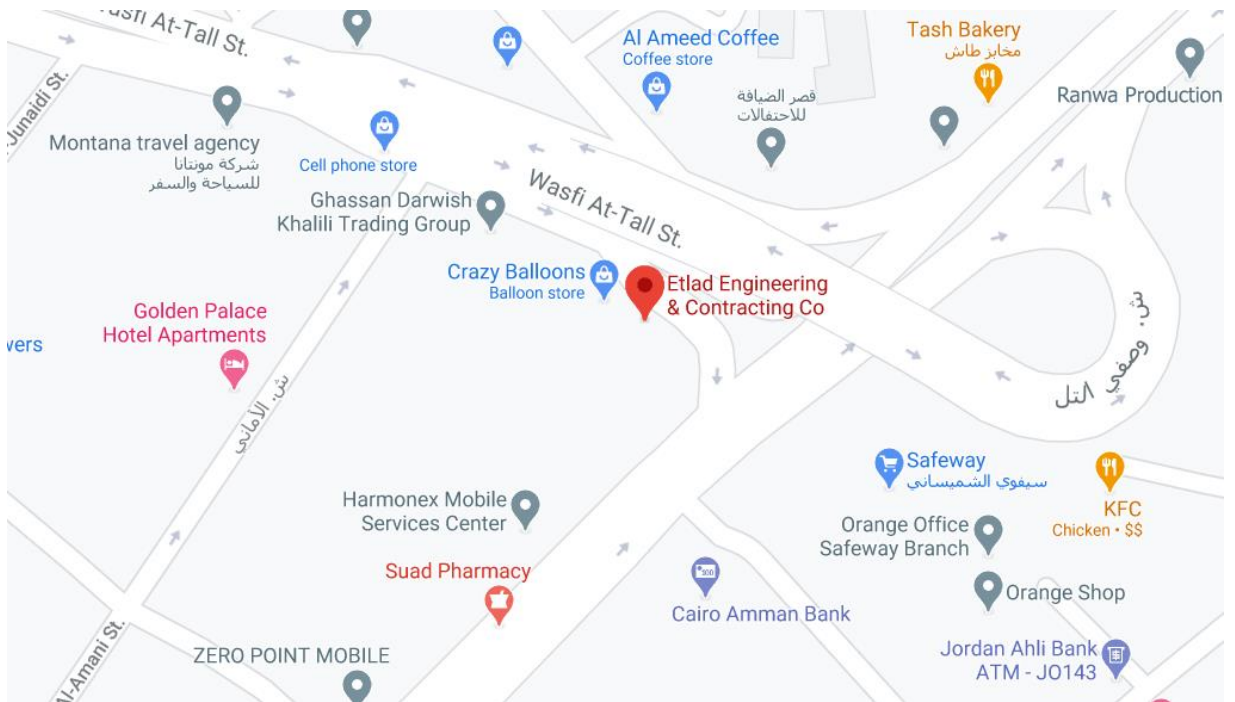 Wasfi At-Tall St.
Al Ameed Coffee
Coffee store
Tash Bakery
مخابز طاش
Ranwa Production
قصر الضيافة
للاحتفالات
-Junaidi St.
Montana travel agency
شركة مونتانا
للسياحة والسفر
Cell phone store
Ghassan Darwish
Khalili Trading Group
Wasfi At-Tall St.
Crazy Balloons
Balloon store
Etlad Engineering
& Contracting Co
Golden Palace
Hotel Apartments
vers
ش. وصفي التل
ش. الأماني
Safeway
سيفوي الشميساني
KFC
Chicken • $$
Harmonex Mobile
Services Center
Orange Office
Safeway Branch
Suad Pharmacy
Cairo Amman Bank
Orange Shop
Al-Amani St.
ZERO POINT MOBILE
Jordan Ahli Bank
ATM - JO143